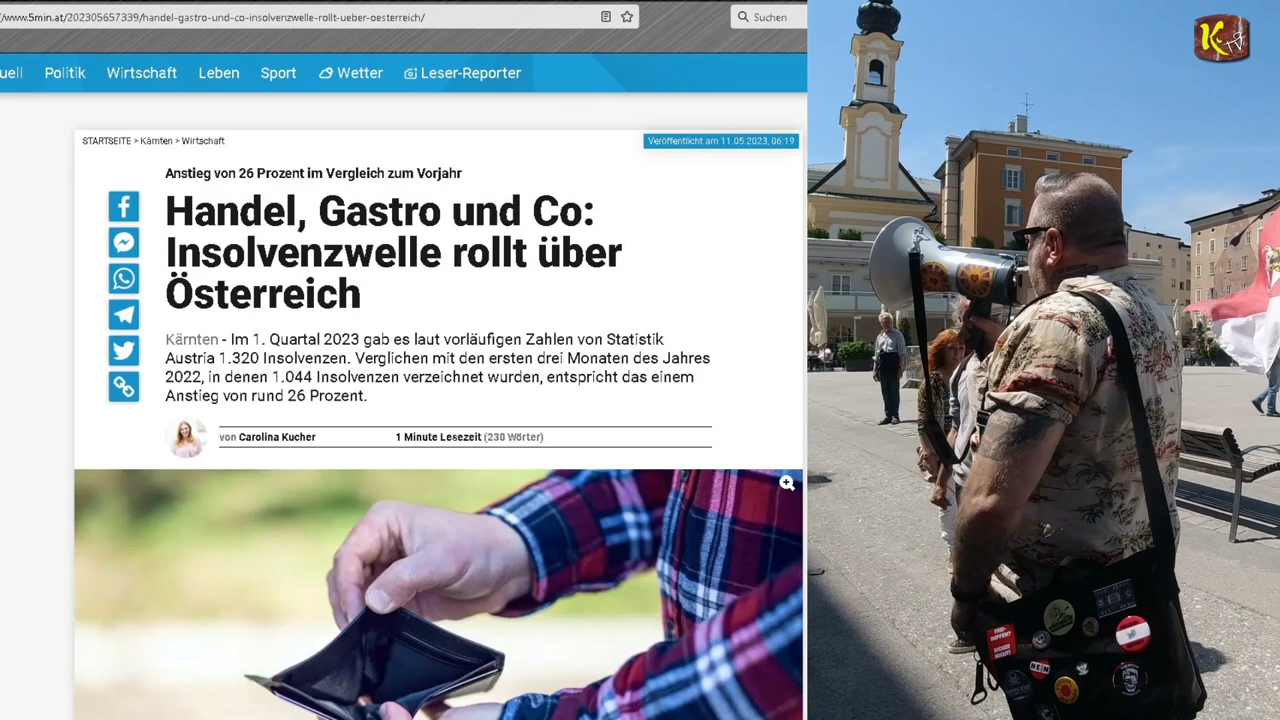 /www.5min.at/202305657339/handel-gastro-und-co-insolvenzwelle-rollt-ueber-oesterreich/
Suchen
uell Politik Wirtschaft Leben Sport Wetter Leser-Reporter
STARTSEITE > Kärnten > Wirtschaft
Veröffentlicht am 11.05.2023, 06:19
Anstieg von 26 Prozent im Vergleich zum Vorjahr
Handel, Gastro und Co:
Insolvenzwelle rollt über
Österreich
Kärnten - Im 1. Quartal 2023 gab es laut vorläufigen Zahlen von Statistik
Austria 1.320 Insolvenzen. Verglichen mit den ersten drei Monaten des Jahres
2022, in denen 1.044 Insolvenzen verzeichnet wurden, entspricht das einem
Anstieg von rund 26 Prozent.
von Carolina Kucher
1 Minute Lesezeit (230 Wörter)
NEIN